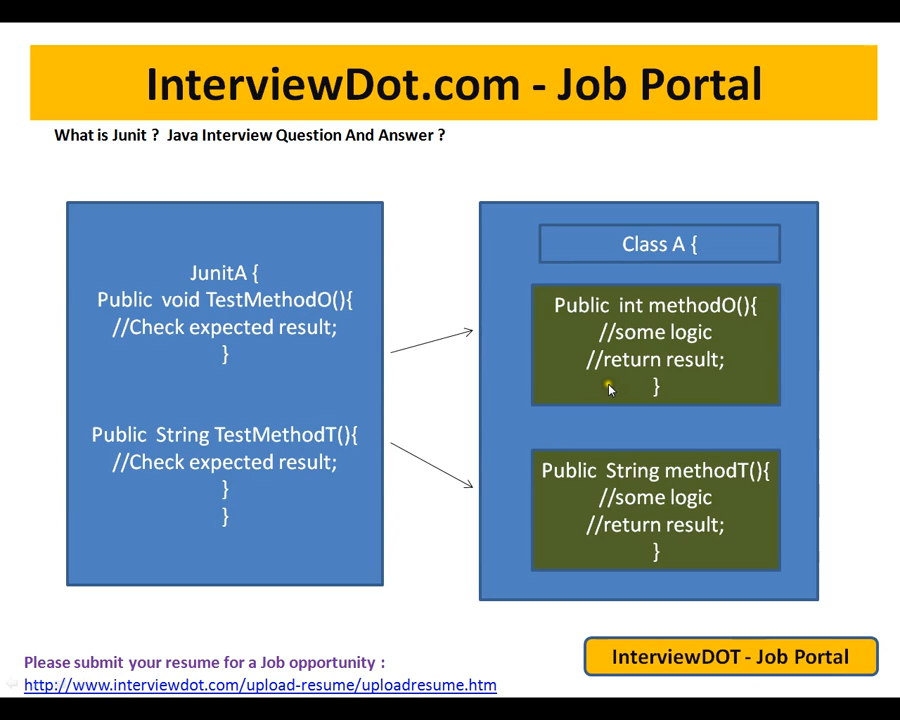 InterviewDot.com - Job Portal
What is Junit ? Java Interview Question And Answer ?
JunitA {
Public void TestMethodO(){
//Check expected result;
}
Public String TestMethodT(){
//Check expected result;
}
}
Class A {
Public int methodO(){
//some logic
//return result;
}
Public String methodT(){
//some logic
//return result;
}
Please submit your resume for a Job opportunity :
http://www.interviewdot.com/upload-resume/uploadresume.htm
InterviewDOT - Job Portal